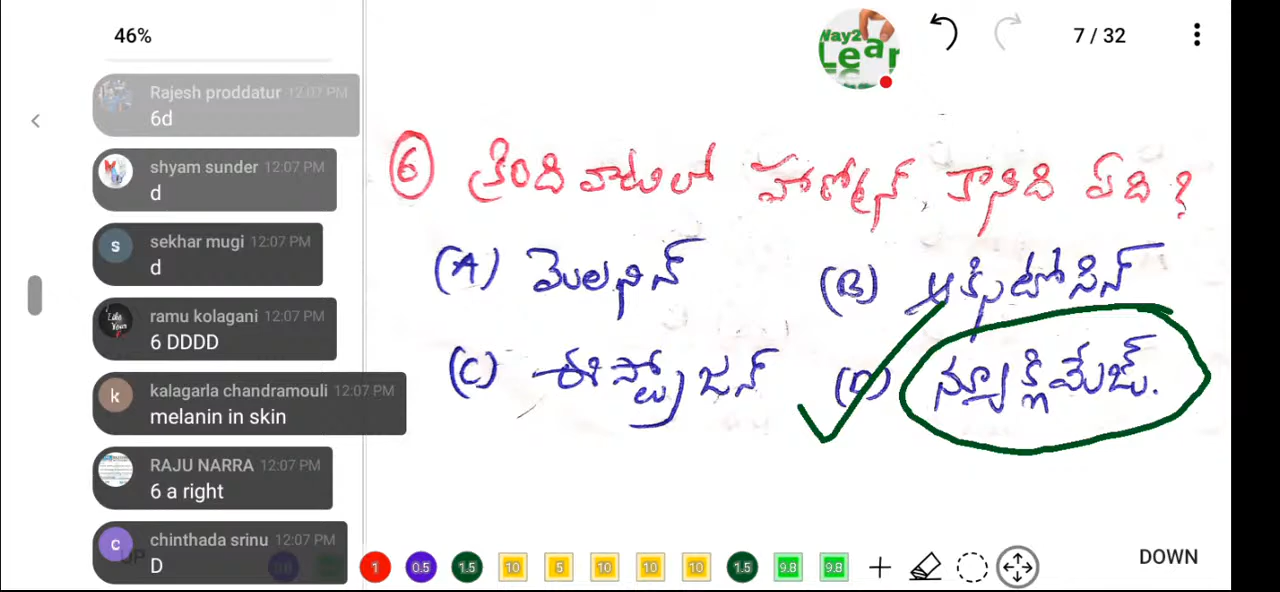 46%
Way2
Lear
7 / 32
Rajesh proddatur 12:07 PM
6d
shyam sunder 12:07 PM
d
s
sekhar mugi 12:07 PM
d
ramu kolagani 12:07 PM
6 DDDD
k
kalagarla chandramouli 12:07 PM
melanin in skin
RAJU NARRA 12:07 PM
6 a right
c
chinthada srinu 12:07 PM
D
6 క్రింది వాటిలో హార్మోన్ కానిది ఏది ?
(A) మెలనిన్ (B) ఆక్సిటోసిన్
(C) ఈస్ట్రోజన్ (D) న్యూక్లియేజ్.
1 0.5 1.5 10 5 10 10 10 1.5 9.8 9.8
DOWN